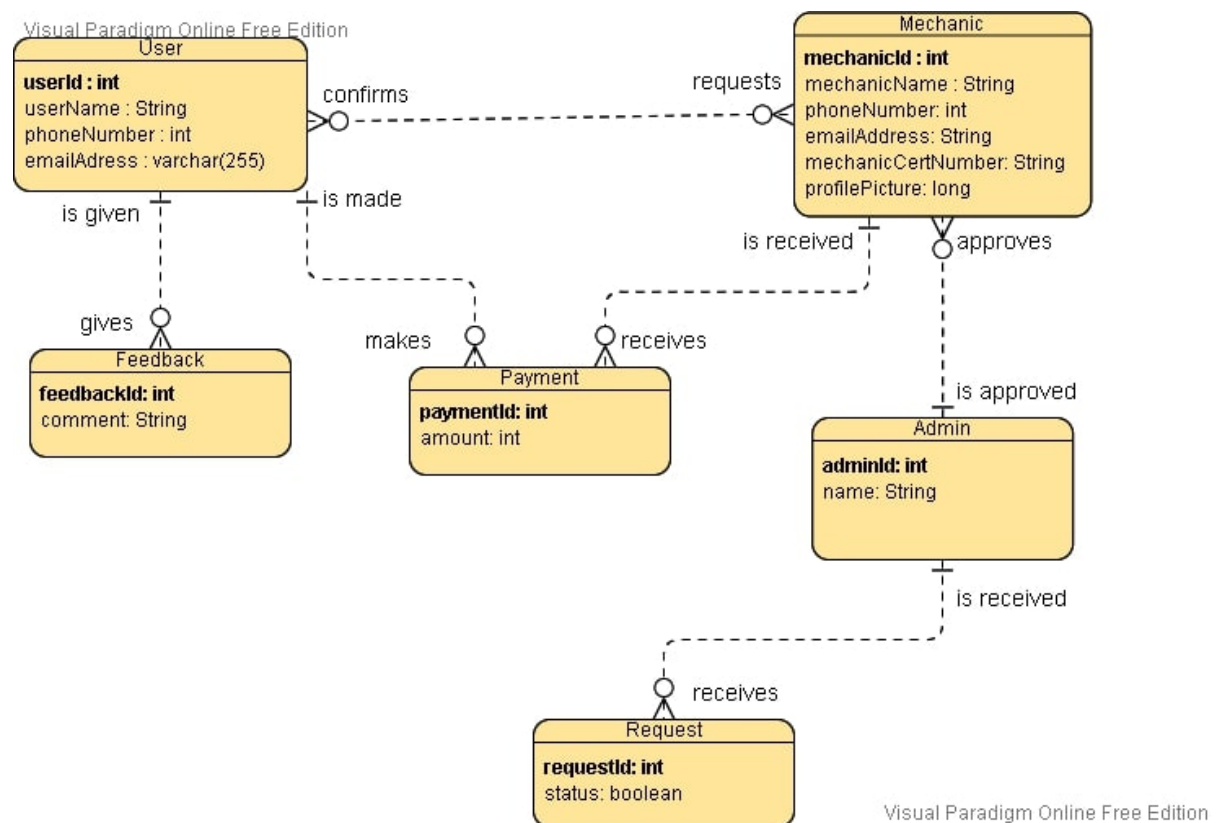 Visual Paradigm Online Free Edition
User
userId : int
userName : String
phoneNumber : int
emailAdress : varchar(255)
confirms
requests
Mechanic
mechanicId : int
mechanicName : String
phoneNumber: int
emailAddress: String
mechanicCertNumber: String
profilePicture: long
is given
is made
is received
approves
gives
makes
receives
Feedback
feedbackId: int
comment: String
Payment
paymentId: int
amount: int
is approved
Admin
adminId: int
name: String
is received
receives
Request
requestId: int
status: boolean
Visual Paradigm Online Free Edition